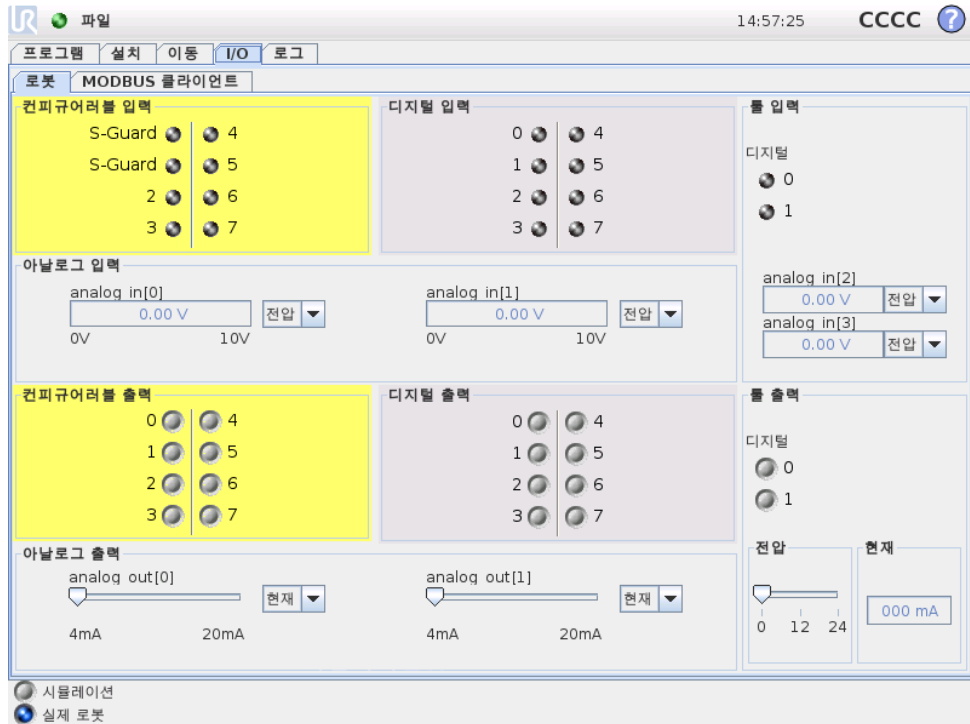 UR 파일 14:57:25 CCCC ?
프로그램 설치 이동 I/O 로그
로봇 MODBUS 클라이언트
컨피규어러블 입력
S-Guard 4
S-Guard 5
2 6
3 7
디지털 입력
0 4
1 5
2 6
3 7
툴 입력
디지털
0
1
analog in[2]
0.00 V 전압
analog in[3]
0.00 V 전압
아날로그 입력
analog in[0]
0.00 V 전압
0V 10V
analog in[1]
0.00 V 전압
0V 10V
컨피규어러블 출력
0 4
1 5
2 6
3 7
디지털 출력
0 4
1 5
2 6
3 7
툴 출력
디지털
0
1
전압
0 12 24
현재
000 mA
아날로그 출력
analog out[0]
현재
4mA 20mA
analog out[1]
현재
4mA 20mA
시뮬레이션
실제 로봇